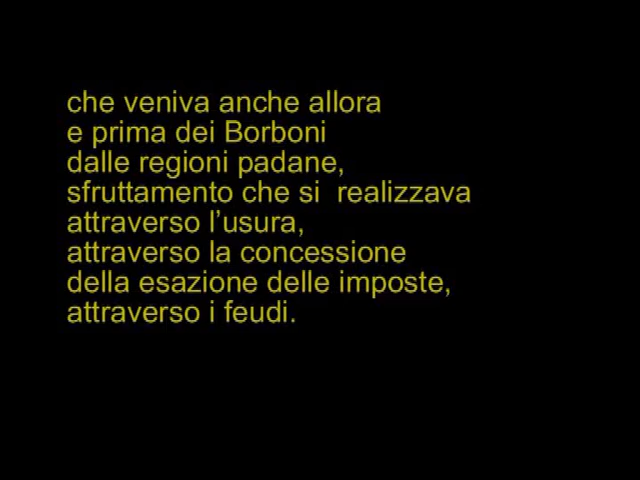 che veniva anche allora
e prima dei Borboni
dalle regioni padane,
sfruttamento che si  realizzava
attraverso l’usura,
attraverso la concessione
della esazione delle imposte,
attraverso i feudi.